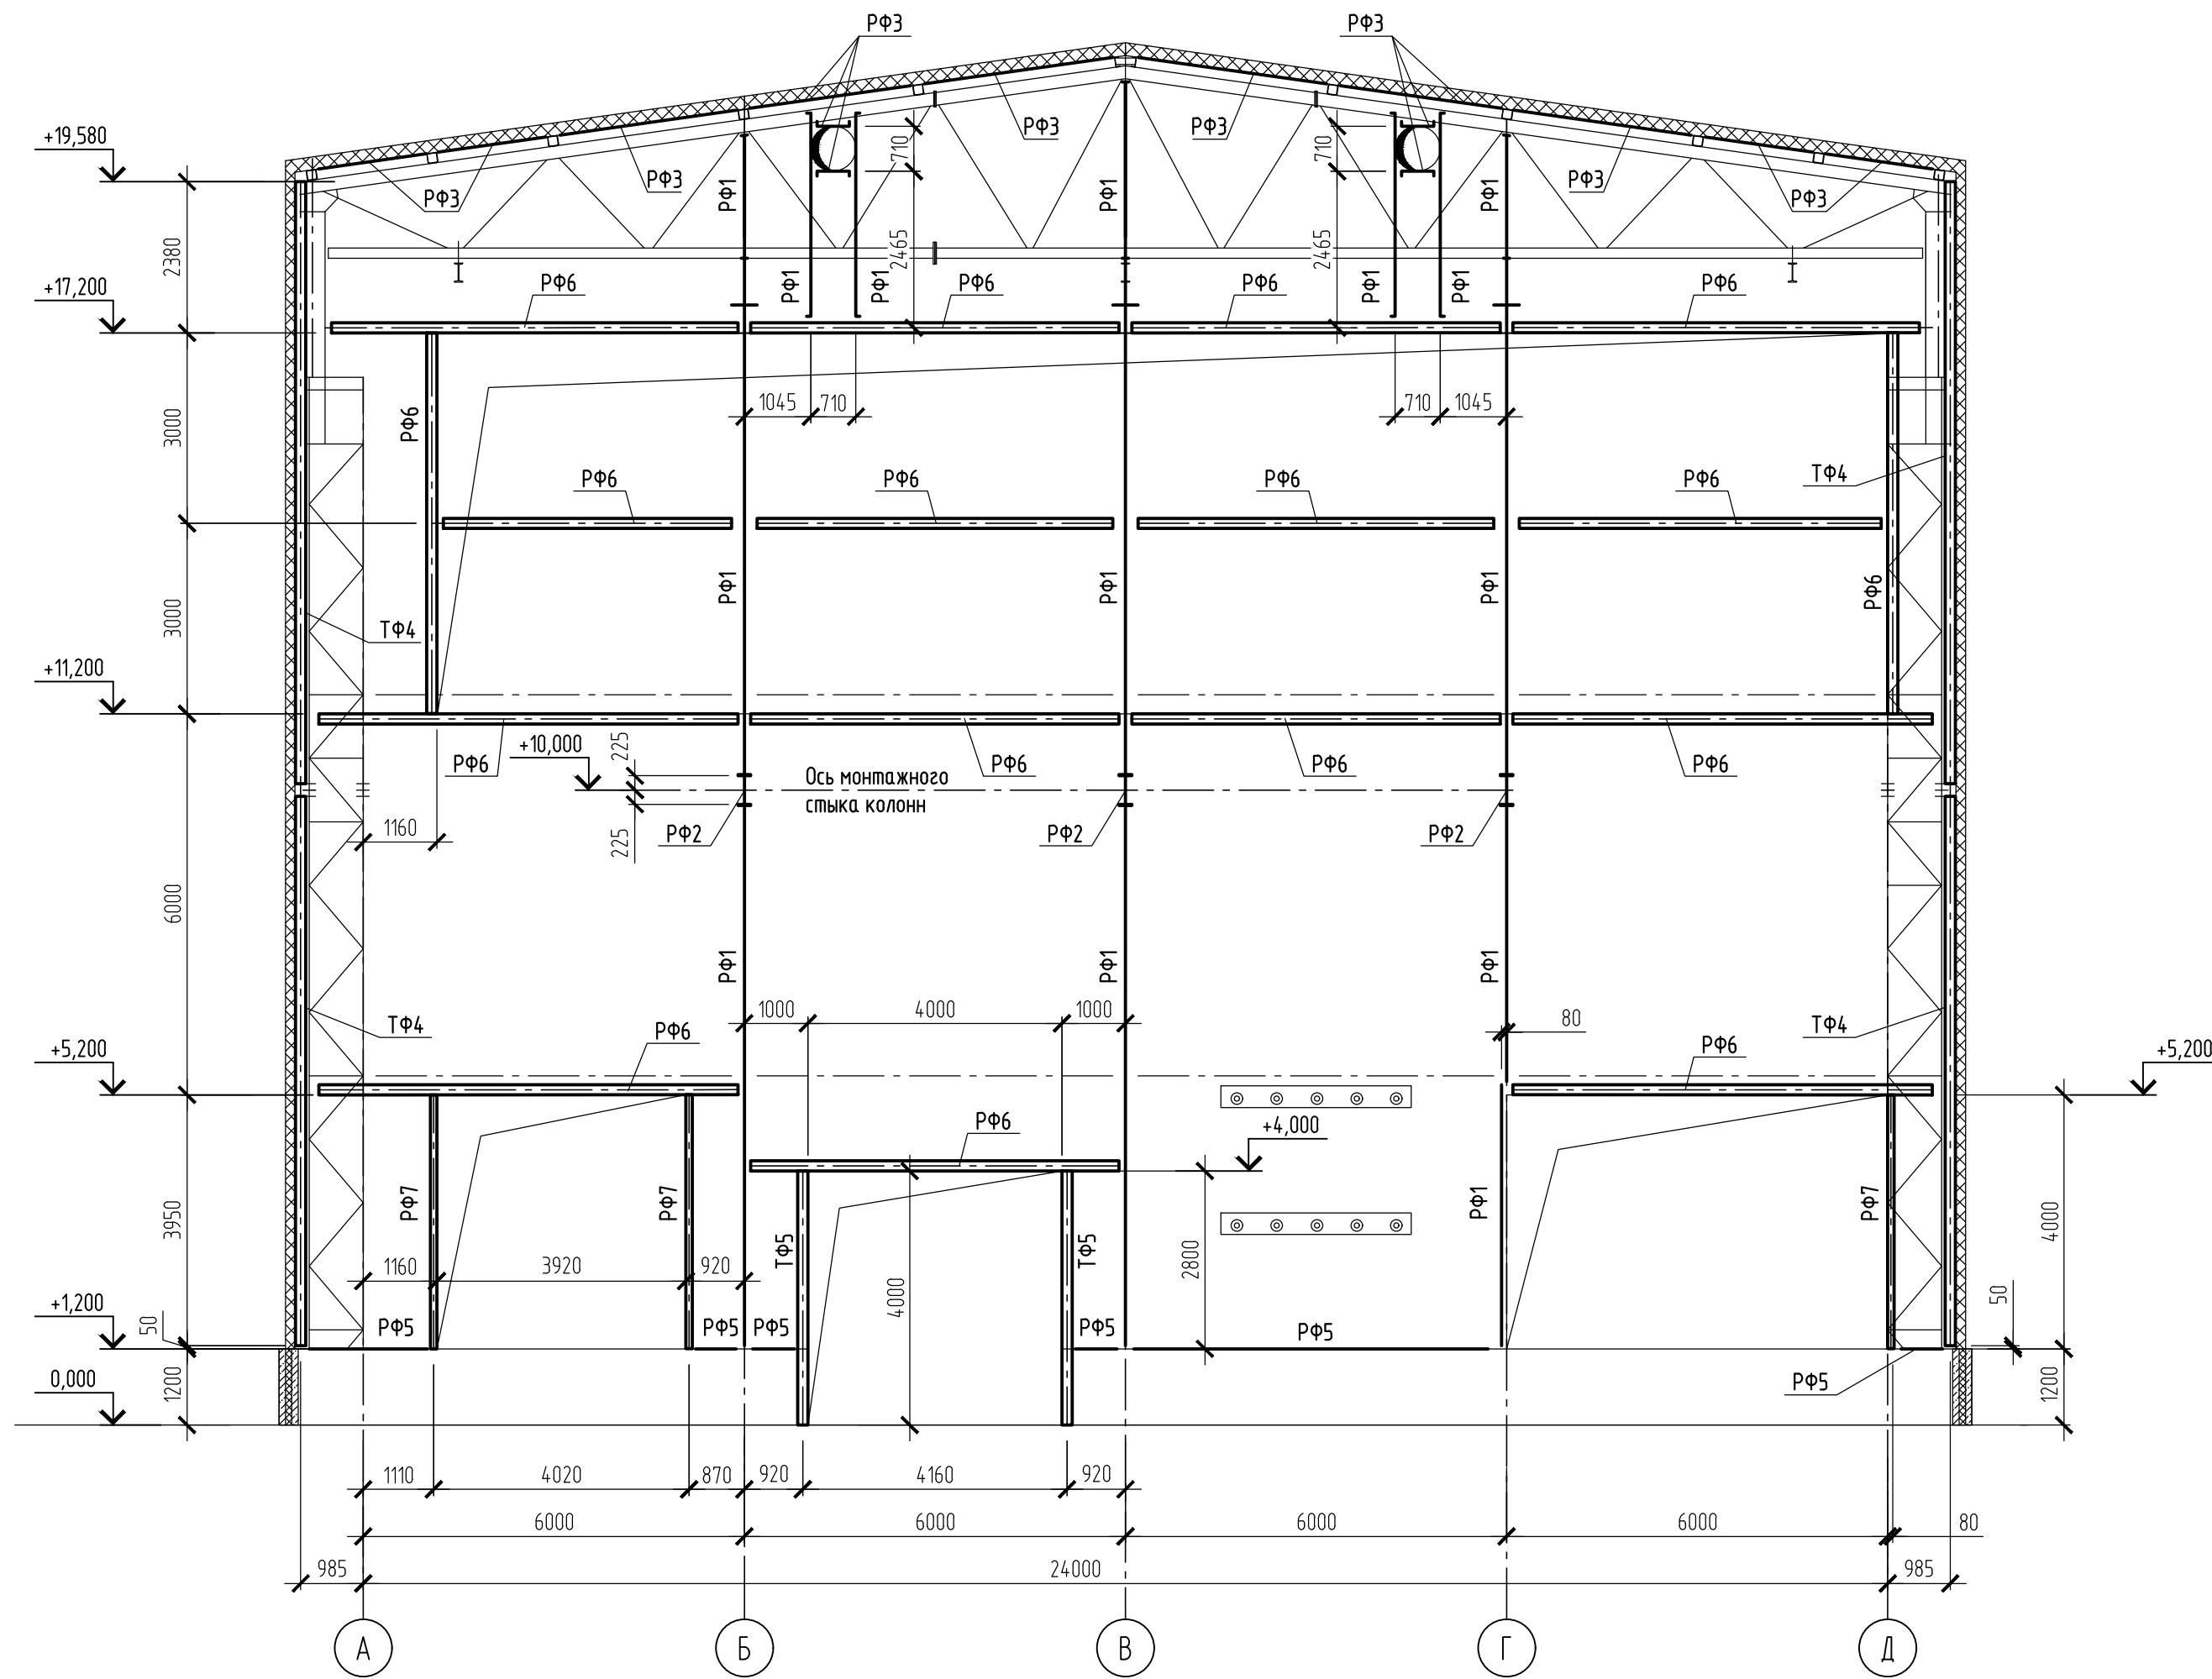 РФ3
РФ3
+19,580
РФ3
РФ3
РФ3
РФ3
РФ3
РФ3
710
710
РФ1
РФ1
РФ1
2380
2465
2465
+17,200
РФ6
РФ1
РФ1
РФ6
РФ6
РФ1
РФ1
РФ6
3000
РФ6
1045
710
710
1045
РФ6
РФ6
РФ6
РФ6
ТФ4
3000
ТФ4
РФ1
РФ1
РФ1
РФ6
+11,200
РФ6
+10,000
225
РФ6
РФ6
РФ6
Ось монтажного
стыка колонн
1160
225
РФ2
РФ2
РФ2
6000
РФ1
РФ1
РФ1
1000
4000
1000
80
ТФ4
РФ6
ТФ4
+5,200
РФ6
+5,200
РФ6
+4,000
3950
РФ7
РФ7
ТФ5
ТФ5
2800
РФ1
РФ7
4000
1160
3920
920
4000
+1,200
50
РФ5
РФ5
РФ5
РФ5
РФ5
50
0,000
1200
РФ5
1200
1110
4020
870
920
4160
920
6000
6000
6000
6000
80
985
24000
985
А
Б
В
Г
Д